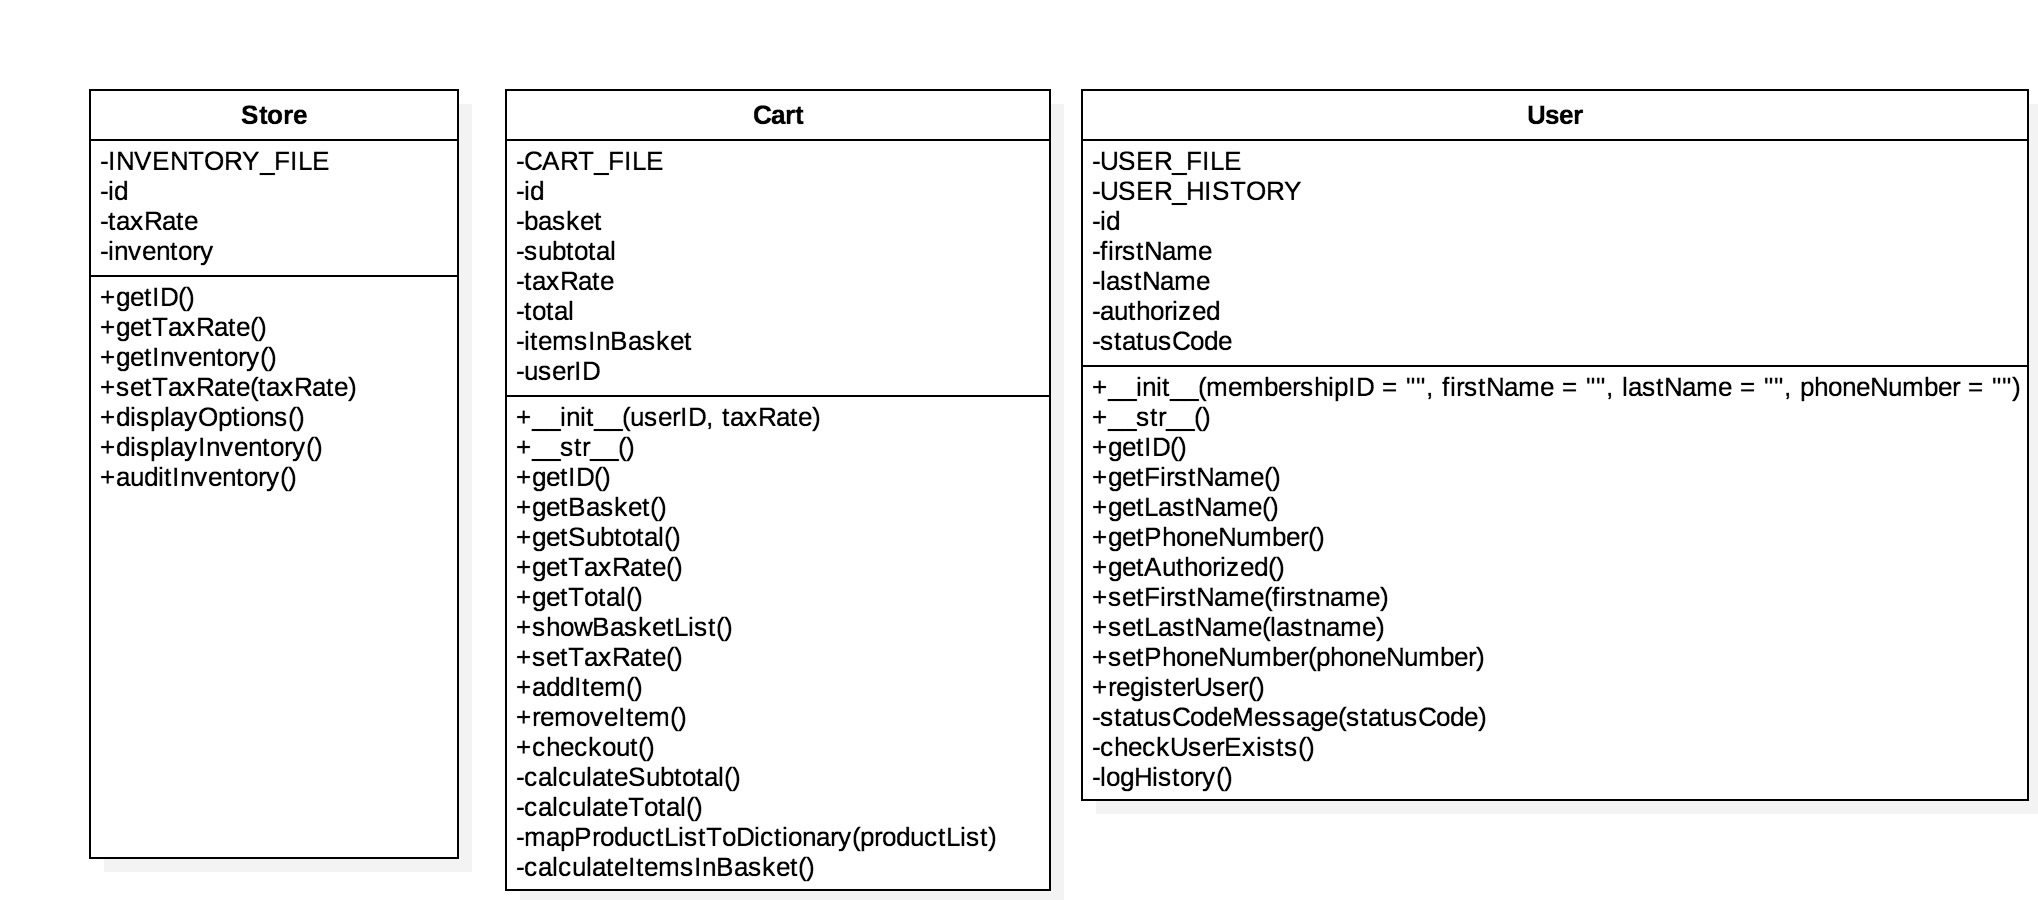 Store
-INVENTORY_FILE
-id
-taxRate
-inventory
+getID()
+getTaxRate()
+getInventory()
+setTaxRate(taxRate)
+displayOptions()
+displayInventory()
+auditInventory()
Cart
-CART_FILE
-id
-basket
-subtotal
-taxRate
-total
-itemsInBasket
-userID
+__init__(userID, taxRate)
+__str__()
+getID()
+getBasket()
+getSubtotal()
+getTaxRate()
+getTotal()
+showBasketList()
+setTaxRate()
+addItem()
+removeItem()
+checkout()
-calculateSubtotal()
-calculateTotal()
-mapProductListToDictionary(productList)
-calculateItemsInBasket()
User
-USER_FILE
-USER_HISTORY
-id
-firstName
-lastName
-authorized
-statusCode
+__init__(membershipID = "", firstName = "", lastName = "", phoneNumber = "")
+__str__()
+getID()
+getFirstName()
+getLastName()
+getPhoneNumber()
+getAuthorized()
+setFirstName(firstname)
+setLastName(lastname)
+setPhoneNumber(phoneNumber)
+registerUser()
-statusCodeMessage(statusCode)
-checkUserExists()
-logHistory()